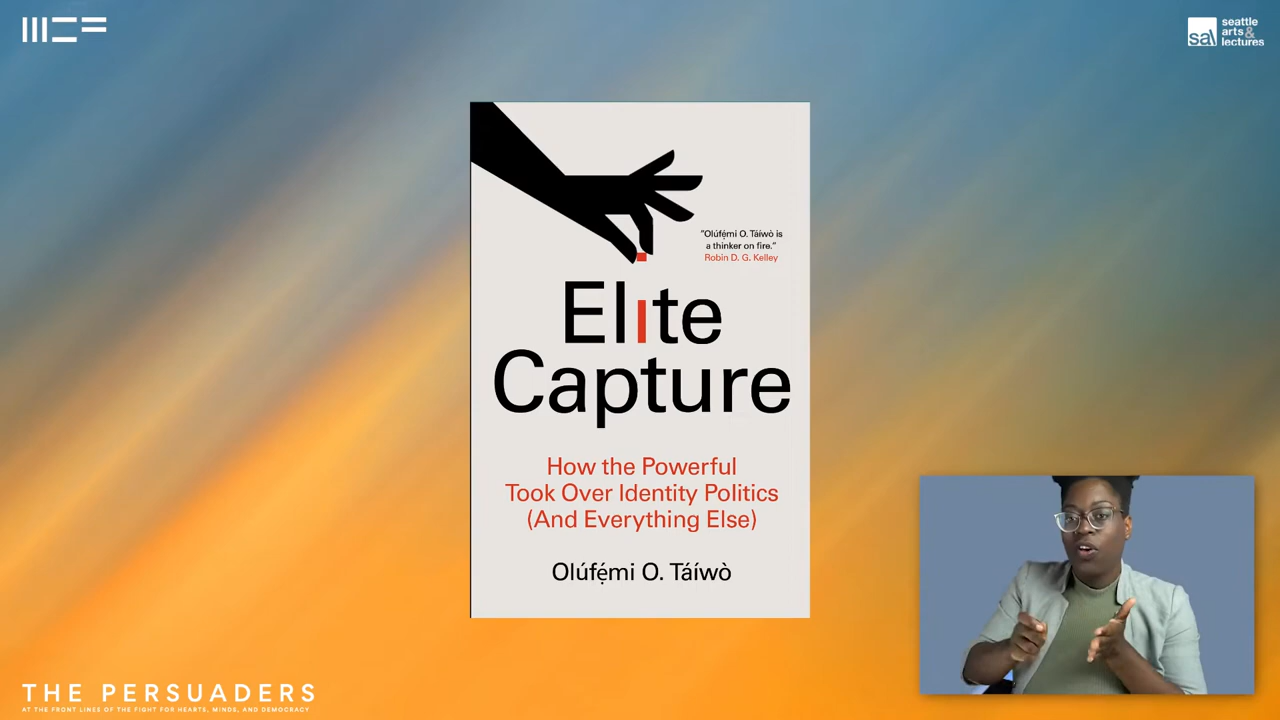 sal
seattle
arts &
lectures
"Olúfẹ́mi O. Táíwò is
a thinker on fire."
Robin D. G. Kelley
Elite
Capture
How the Powerful
Took Over Identity Politics
(And Everything Else)
Olúfẹ́mi O. Táíwò
THE PERSUADERS
AT THE FRONT LINES OF THE FIGHT FOR HEARTS, MINDS, AND DEMOCRACY